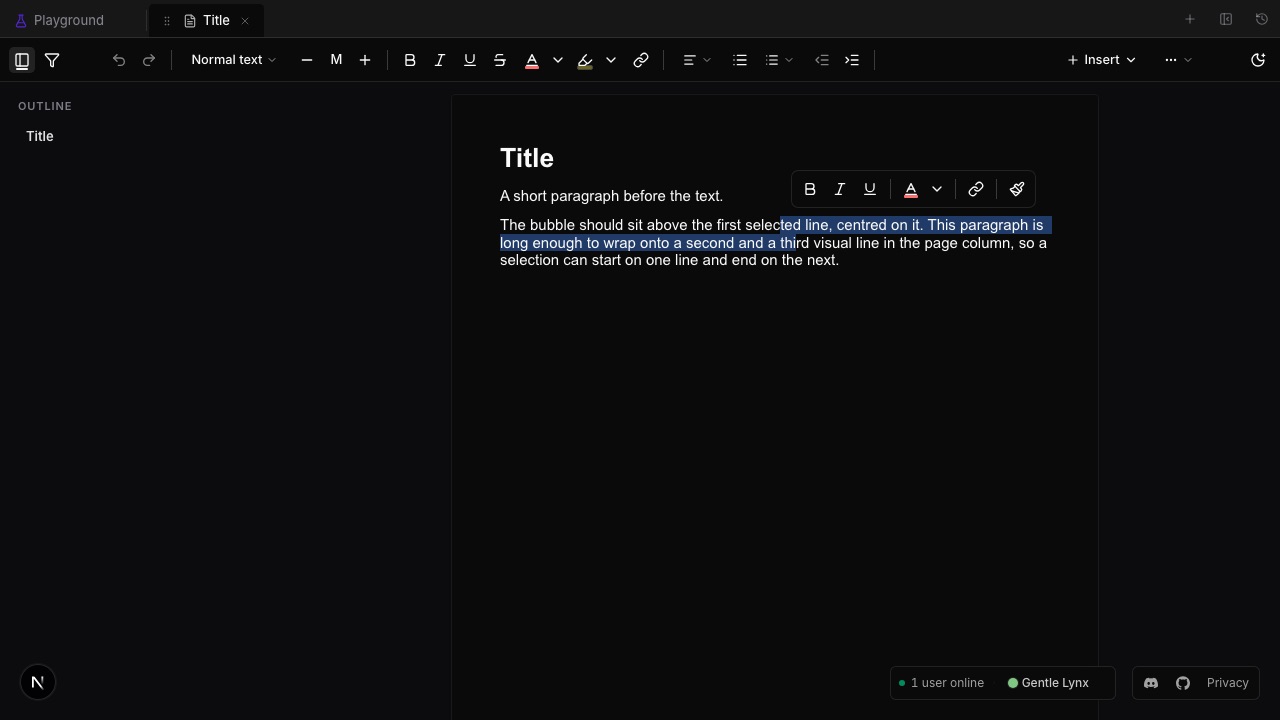 Playground
Title
Normal text
M
B
I
U
S
A
Insert
OUTLINE
Title
Title
A short paragraph before the text.
B
I
U
A
The bubble should sit above the first selected line, centred on it. This paragraph is
long enough to wrap onto a second and a third visual line in the page column, so a
selection can start on one line and end on the next.
N
1 user online
Gentle Lynx
Privacy